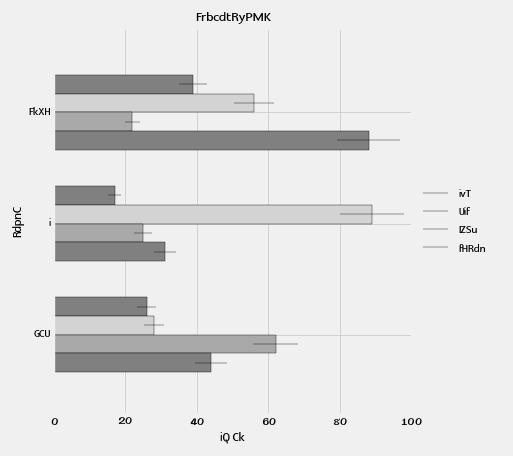 FrbcdtRyPMK
FkXH
i
GCU
RdpnC
0 20 40 60 80 100
iQ Ck
ivT
Uif
IZSu
fHRdn